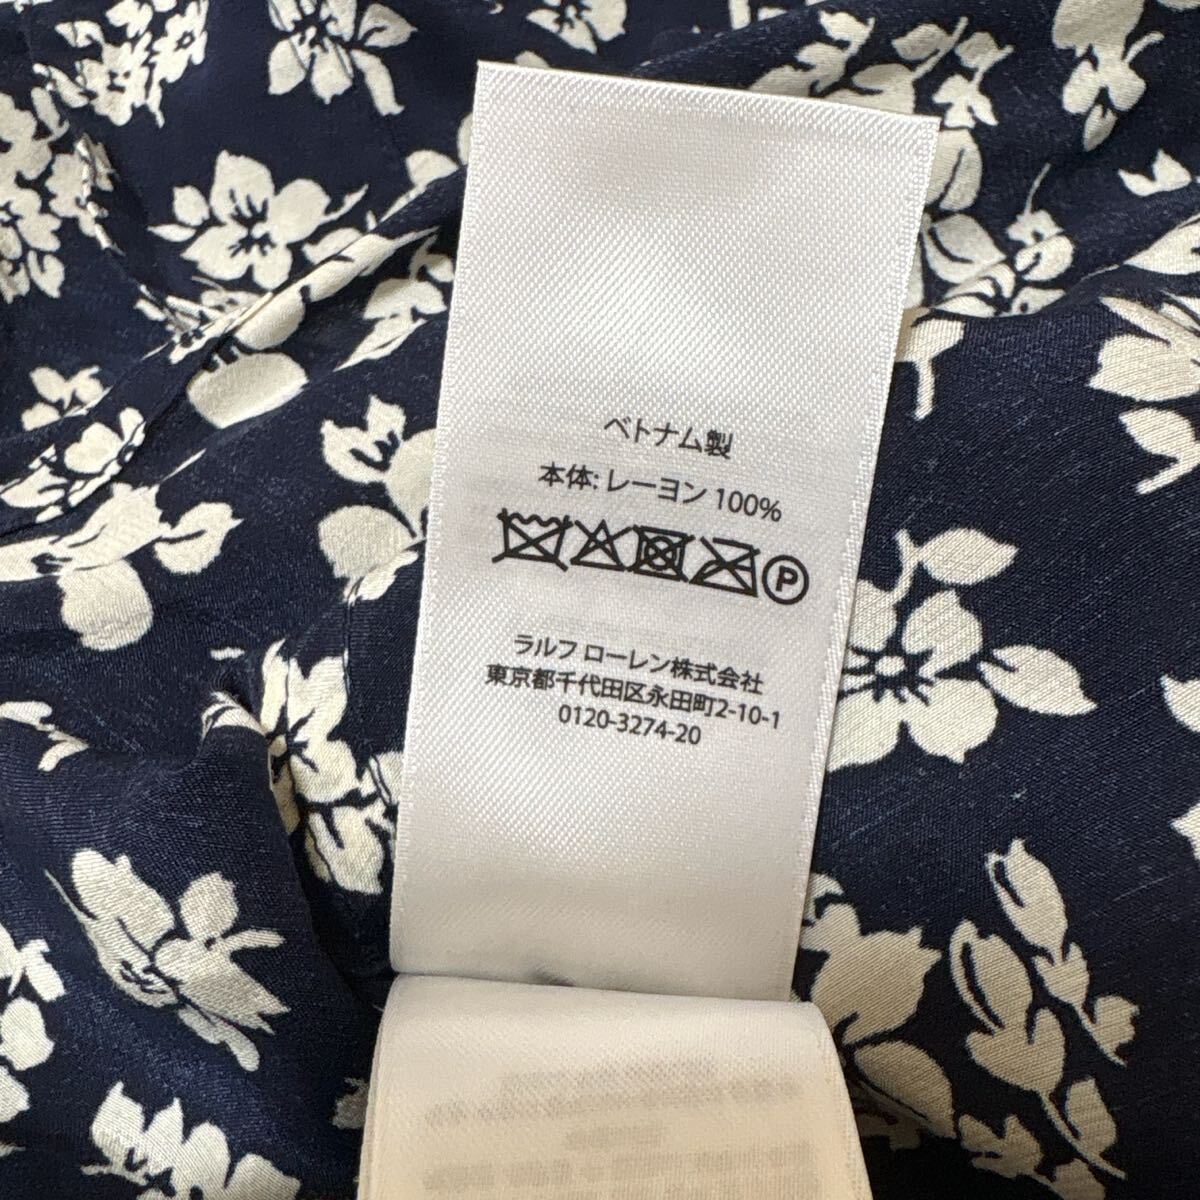 ベトナム製
本体: レーヨン 100%
P
ラルフ ローレン株式会社
東京都千代田区永田町2-10-1
0120-3274-20